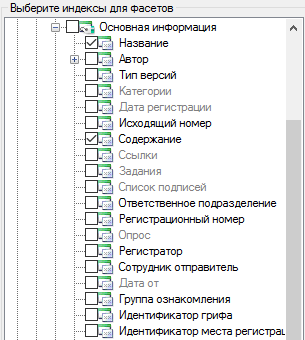 Выберите индексы для фасетов
Основная информация
Название
Автор
Тип версий
Категории
Дата регистрации
Исходящий номер
Содержание
Ссылки
Задания
Список подписей
Ответственное подразделение
Регистрационный номер
Опрос
Регистратор
Сотрудник отправитель
Дата от
Группа ознакомления
Идентификатор грифа
Идентификатор места регистрац